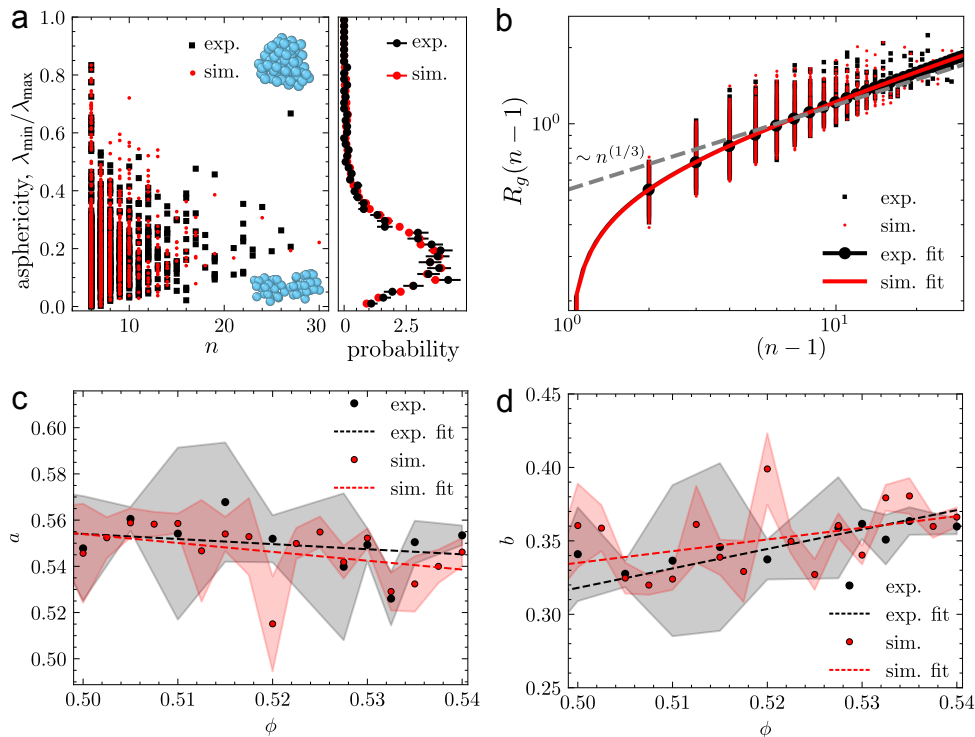 a
asphericity, λmin/λmax
1.0
0.8
0.6
0.4
0.2
0.0
10
20
30
n
exp.
sim.
exp.
sim.
0
2.5
probability
b
Rg(n − 1)
10⁰
∼ n^(1/3)
exp.
sim.
exp. fit
sim. fit
10⁰
10¹
(n − 1)
c
a
0.60
0.58
0.56
0.54
0.52
0.50
exp.
exp. fit
sim.
sim. fit
0.50
0.51
0.52
0.53
0.54
ϕ
d
b
0.45
0.40
0.35
0.30
0.25
exp.
exp. fit
sim.
sim. fit
0.50
0.51
0.52
0.53
0.54
ϕ